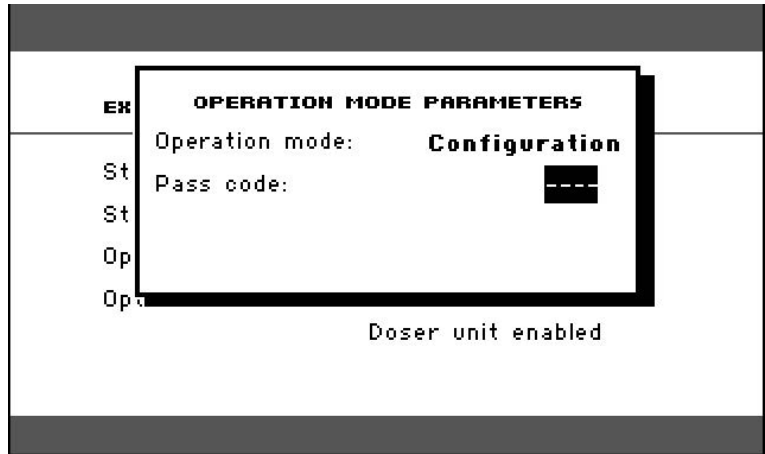 OPERATION MODE PARAMETERS
EX
Operation mode: Configuration
St
Pass code: ----
St
Op
Op
Doser unit enabled